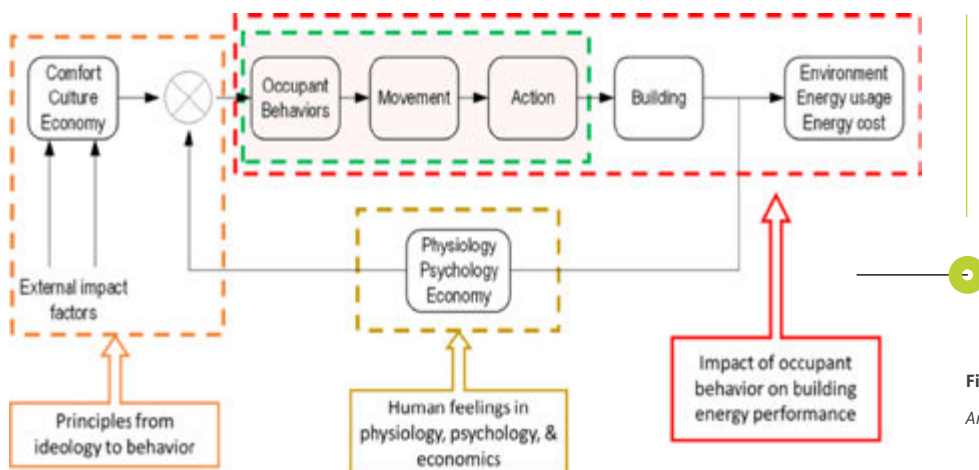 Comfort
Culture
Economy
Occupant
Behaviors
Movement
Action
Building
Environment
Energy usage
Energy cost
External impact
factors
Physiology
Psychology
Economy
Principles from
ideology to behavior
Human feelings in
physiology, psychology, &
economics
Impact of occupant
behavior on building
energy performance